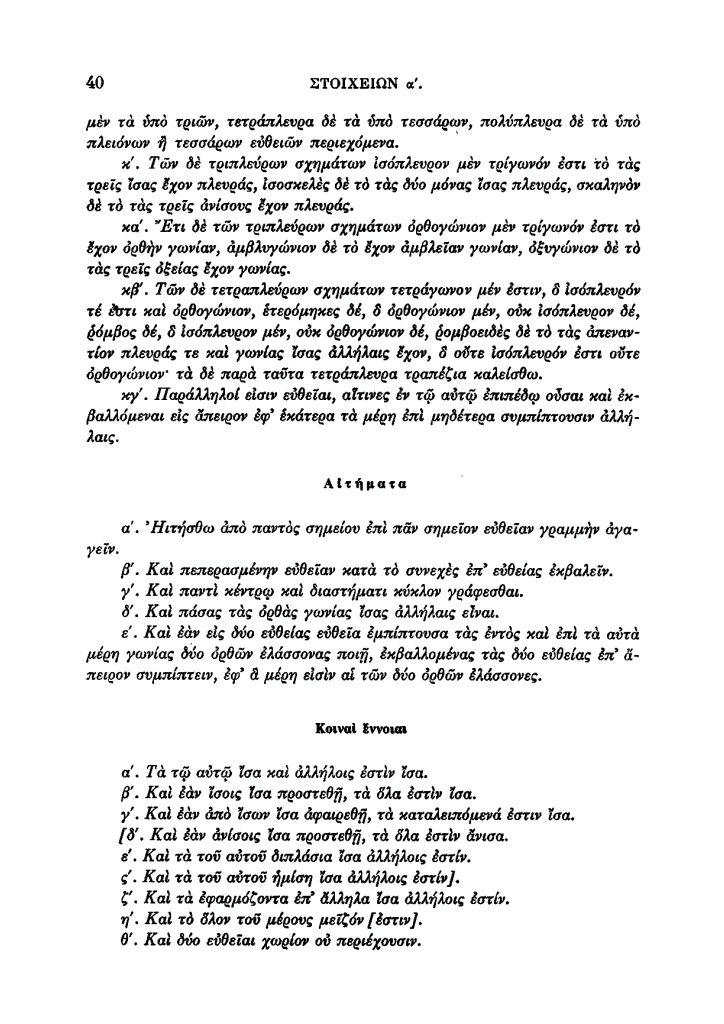 40 ΣΤΟΙΧΕΙΩΝ α′.
μὲν τὰ ὑπὸ τριῶν, τετράπλευρα δὲ τὰ ὑπὸ τεσσάρων, πολύπλευρα δὲ τὰ ὑπὸ
πλειόνων ἢ τεσσάρων εὐθειῶν περιεχόμενα.
κ′. Τῶν δὲ τριπλεύρων σχημάτων ἰσόπλευρον μὲν τρίγωνόν ἐστι τὸ τὰς
τρεῖς ἴσας ἔχον πλευράς, ἰσοσκελὲς δὲ τὸ τὰς δύο μόνας ἴσας πλευράς, σκαληνὸν
δὲ τὸ τὰς τρεῖς ἀνίσους ἔχον πλευράς.
κα′. Ἔτι δὲ τῶν τριπλεύρων σχημάτων ὀρθογώνιον μὲν τρίγωνόν ἐστι τὸ
ἔχον ὀρθὴν γωνίαν, ἀμβλυγώνιον δὲ τὸ ἔχον ἀμβλεῖαν γωνίαν, ὀξυγώνιον δὲ τὸ
τὰς τρεῖς ὀξείας ἔχον γωνίας.
κβ′. Τῶν δὲ τετραπλεύρων σχημάτων τετράγωνον μέν ἐστιν, ὃ ἰσόπλευρόν
τέ ἐστι καὶ ὀρθογώνιον, ἑτερόμηκες δέ, ὃ ὀρθογώνιον μέν, οὐκ ἰσόπλευρον δέ,
ῥόμβος δέ, ὃ ἰσόπλευρον μέν, οὐκ ὀρθογώνιον δέ, ῥομβοειδὲς δὲ τὸ τὰς ἀπεναν-
τίον πλευράς τε καὶ γωνίας ἴσας ἀλλήλαις ἔχον, ὃ οὔτε ἰσόπλευρόν ἐστι οὔτε
ὀρθογώνιον· τὰ δὲ παρὰ ταῦτα τετράπλευρα τραπέζια καλείσθω.
κγ′. Παράλληλοί εἰσιν εὐθεῖαι, αἵτινες ἐν τῷ αὐτῷ ἐπιπέδῳ οὖσαι καὶ ἐκ-
βαλλόμεναι εἰς ἄπειρον ἐφ’ ἑκάτερα τὰ μέρη ἐπὶ μηδέτερα συμπίπτουσιν ἀλλή-
λαις.
Αἰτήματα
α′. Ἠιτήσθω ἀπὸ παντὸς σημείου ἐπὶ πᾶν σημεῖον εὐθεῖαν γραμμὴν ἀγα-
γεῖν.
β′. Καὶ πεπερασμένην εὐθεῖαν κατὰ τὸ συνεχὲς ἐπ’ εὐθείας ἐκβαλεῖν.
γ′. Καὶ παντὶ κέντρῳ καὶ διαστήματι κύκλον γράφεσθαι.
δ′. Καὶ πάσας τὰς ὀρθὰς γωνίας ἴσας ἀλλήλαις εἶναι.
ε′. Καὶ ἐὰν εἰς δύο εὐθείας εὐθεῖα ἐμπίπτουσα τὰς ἐντὸς καὶ ἐπὶ τὰ αὐτὰ
μέρη γωνίας δύο ὀρθῶν ἐλάσσονας ποιῇ, ἐκβαλλομένας τὰς δύο εὐθείας ἐπ’ ἄ-
πειρον συμπίπτειν, ἐφ’ ἃ μέρη εἰσὶν αἱ τῶν δύο ὀρθῶν ἐλάσσονες.
Κοιναὶ ἔννοιαι
α′. Τὰ τῷ αὐτῷ ἴσα καὶ ἀλλήλοις ἐστὶν ἴσα.
β′. Καὶ ἐὰν ἴσοις ἴσα προστεθῇ, τὰ ὅλα ἐστὶν ἴσα.
γ′. Καὶ ἐὰν ἀπὸ ἴσων ἴσα ἀφαιρεθῇ, τὰ καταλειπόμενά ἐστιν ἴσα.
[δ′. Καὶ ἐὰν ἀνίσοις ἴσα προστεθῇ, τὰ ὅλα ἐστὶν ἄνισα.
ε′. Καὶ τὰ τοῦ αὐτοῦ διπλάσια ἴσα ἀλλήλοις ἐστίν.
ς′. Καὶ τὰ τοῦ αὐτοῦ ἡμίση ἴσα ἀλλήλοις ἐστίν].
ζ′. Καὶ τὰ ἐφαρμόζοντα ἐπ’ ἄλληλα ἴσα ἀλλήλοις ἐστίν.
η′. Καὶ τὸ ὅλον τοῦ μέρους μεῖζόν [ἐστιν].
θ′. Καὶ δύο εὐθεῖαι χωρίον οὐ περιέχουσιν.